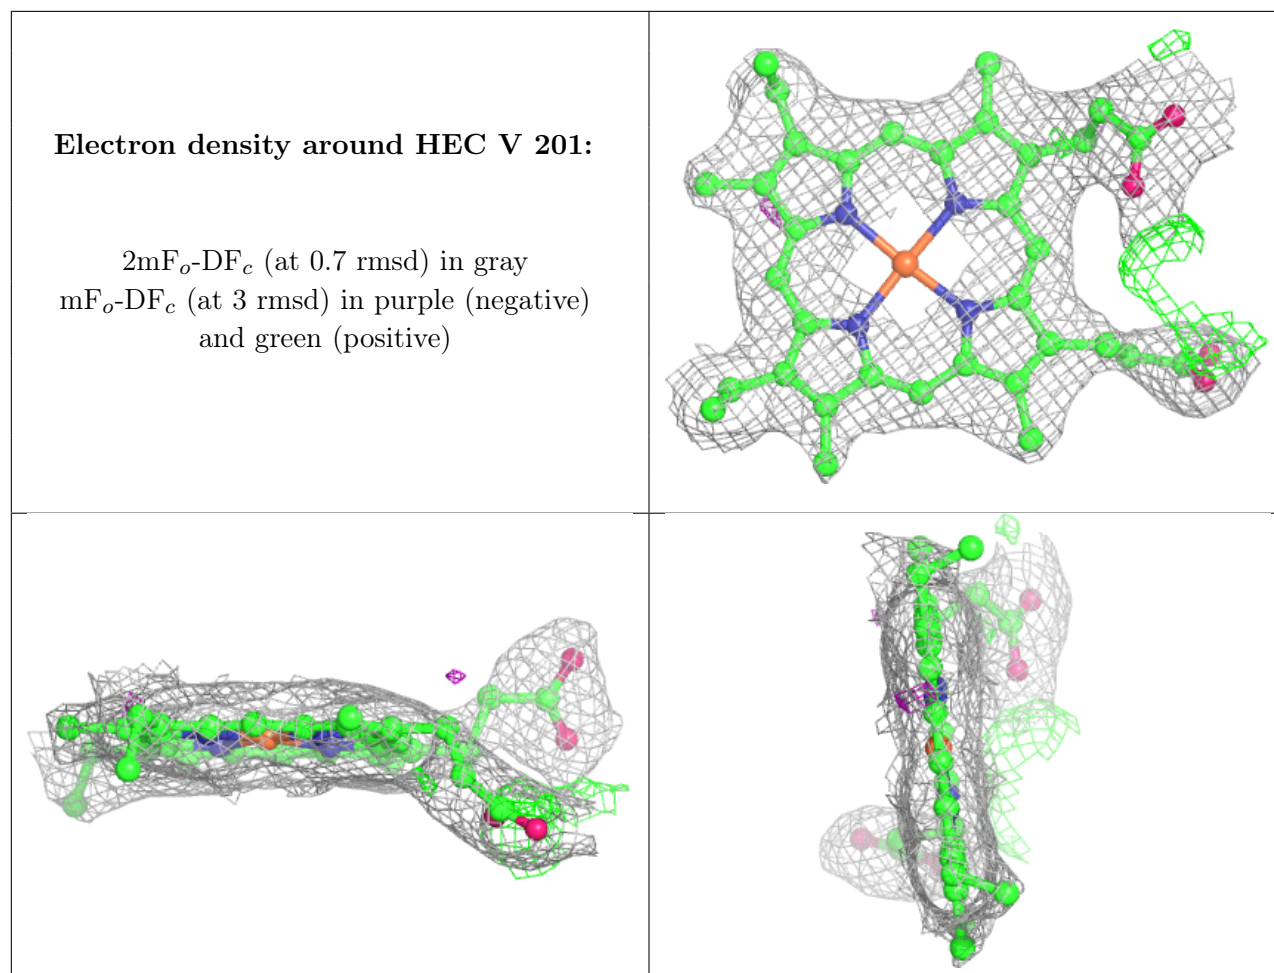 Electron density around HEC V 201:
2mFo-DFc (at 0.7 rmsd) in gray
mFo-DFc (at 3 rmsd) in purple (negative)
and green (positive)